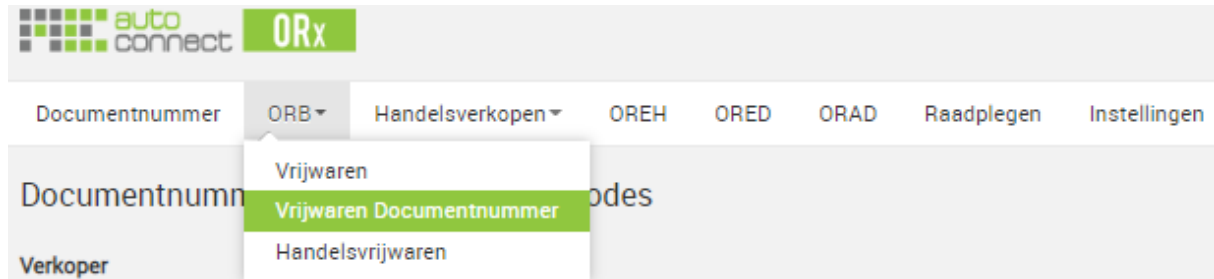 auto
connect ORx
Documentnummer ORB Handelsverkopen OREH ORED ORAD Raadplegen Instellingen
Vrijwaren
Documentnumm odes
Vrijwaren Documentnummer
Handelsvrijwaren
Verkoper